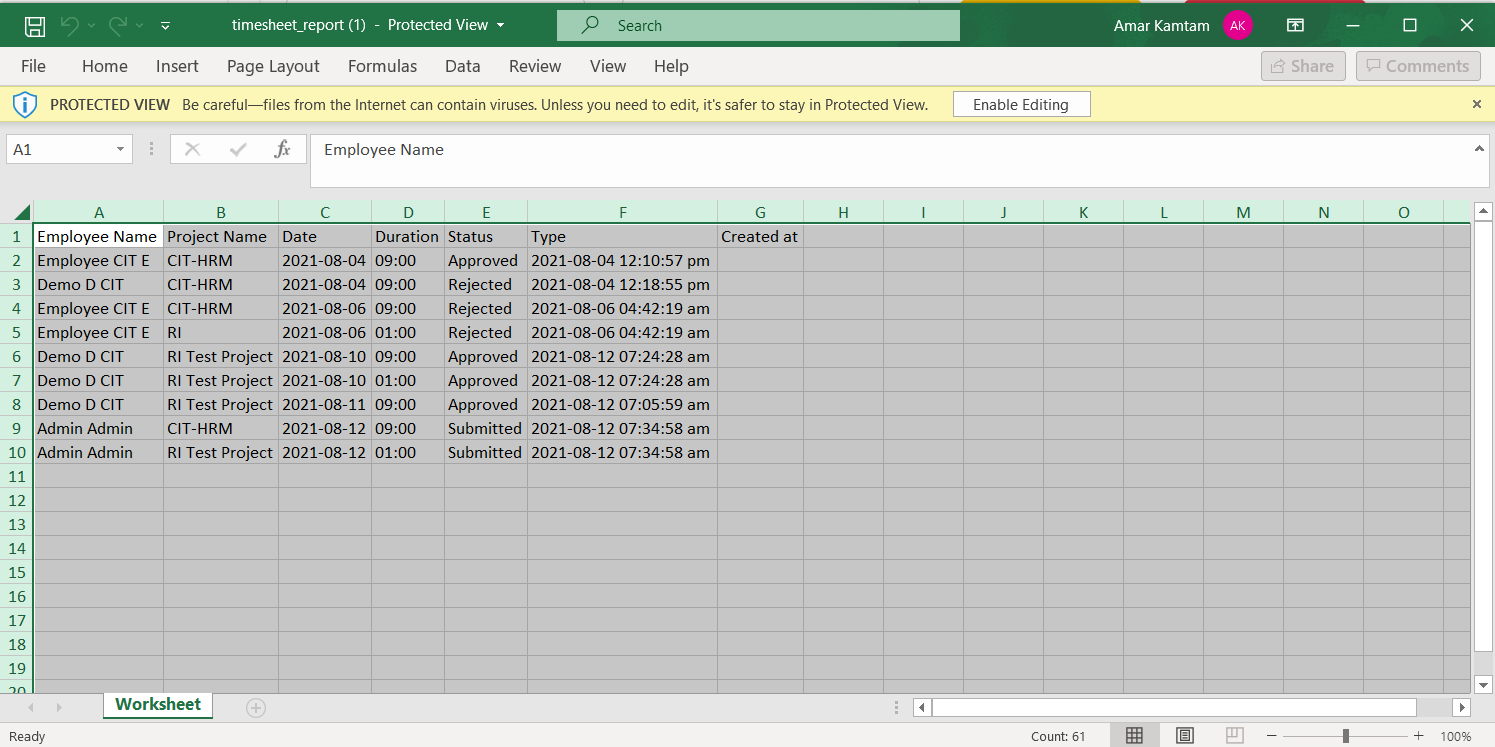 timesheet_report (1) - Protected View
Search
Amar Kamtam AK
File Home Insert Page Layout Formulas Data Review View Help Share Comments
PROTECTED VIEW Be careful—files from the Internet can contain viruses. Unless you need to edit, it's safer to stay in Protected View. Enable Editing
A1 fx Employee Name
A B C D E F G H I J K L M N O
1 Employee Name Project Name Date Duration Status Type Created at
2 Employee CIT E CIT-HRM 2021-08-04 09:00 Approved 2021-08-04 12:10:57 pm
3 Demo D CIT CIT-HRM 2021-08-04 09:00 Rejected 2021-08-04 12:18:55 pm
4 Employee CIT E CIT-HRM 2021-08-06 09:00 Rejected 2021-08-06 04:42:19 am
5 Employee CIT E RI 2021-08-06 01:00 Rejected 2021-08-06 04:42:19 am
6 Demo D CIT RI Test Project 2021-08-10 09:00 Approved 2021-08-12 07:24:28 am
7 Demo D CIT RI Test Project 2021-08-10 01:00 Approved 2021-08-12 07:24:28 am
8 Demo D CIT RI Test Project 2021-08-11 09:00 Approved 2021-08-12 07:05:59 am
9 Admin Admin CIT-HRM 2021-08-12 09:00 Submitted 2021-08-12 07:34:58 am
10 Admin Admin RI Test Project 2021-08-12 01:00 Submitted 2021-08-12 07:34:58 am
11
12
13
14
15
16
17
18
19
20
Worksheet
Ready Count: 61 100%